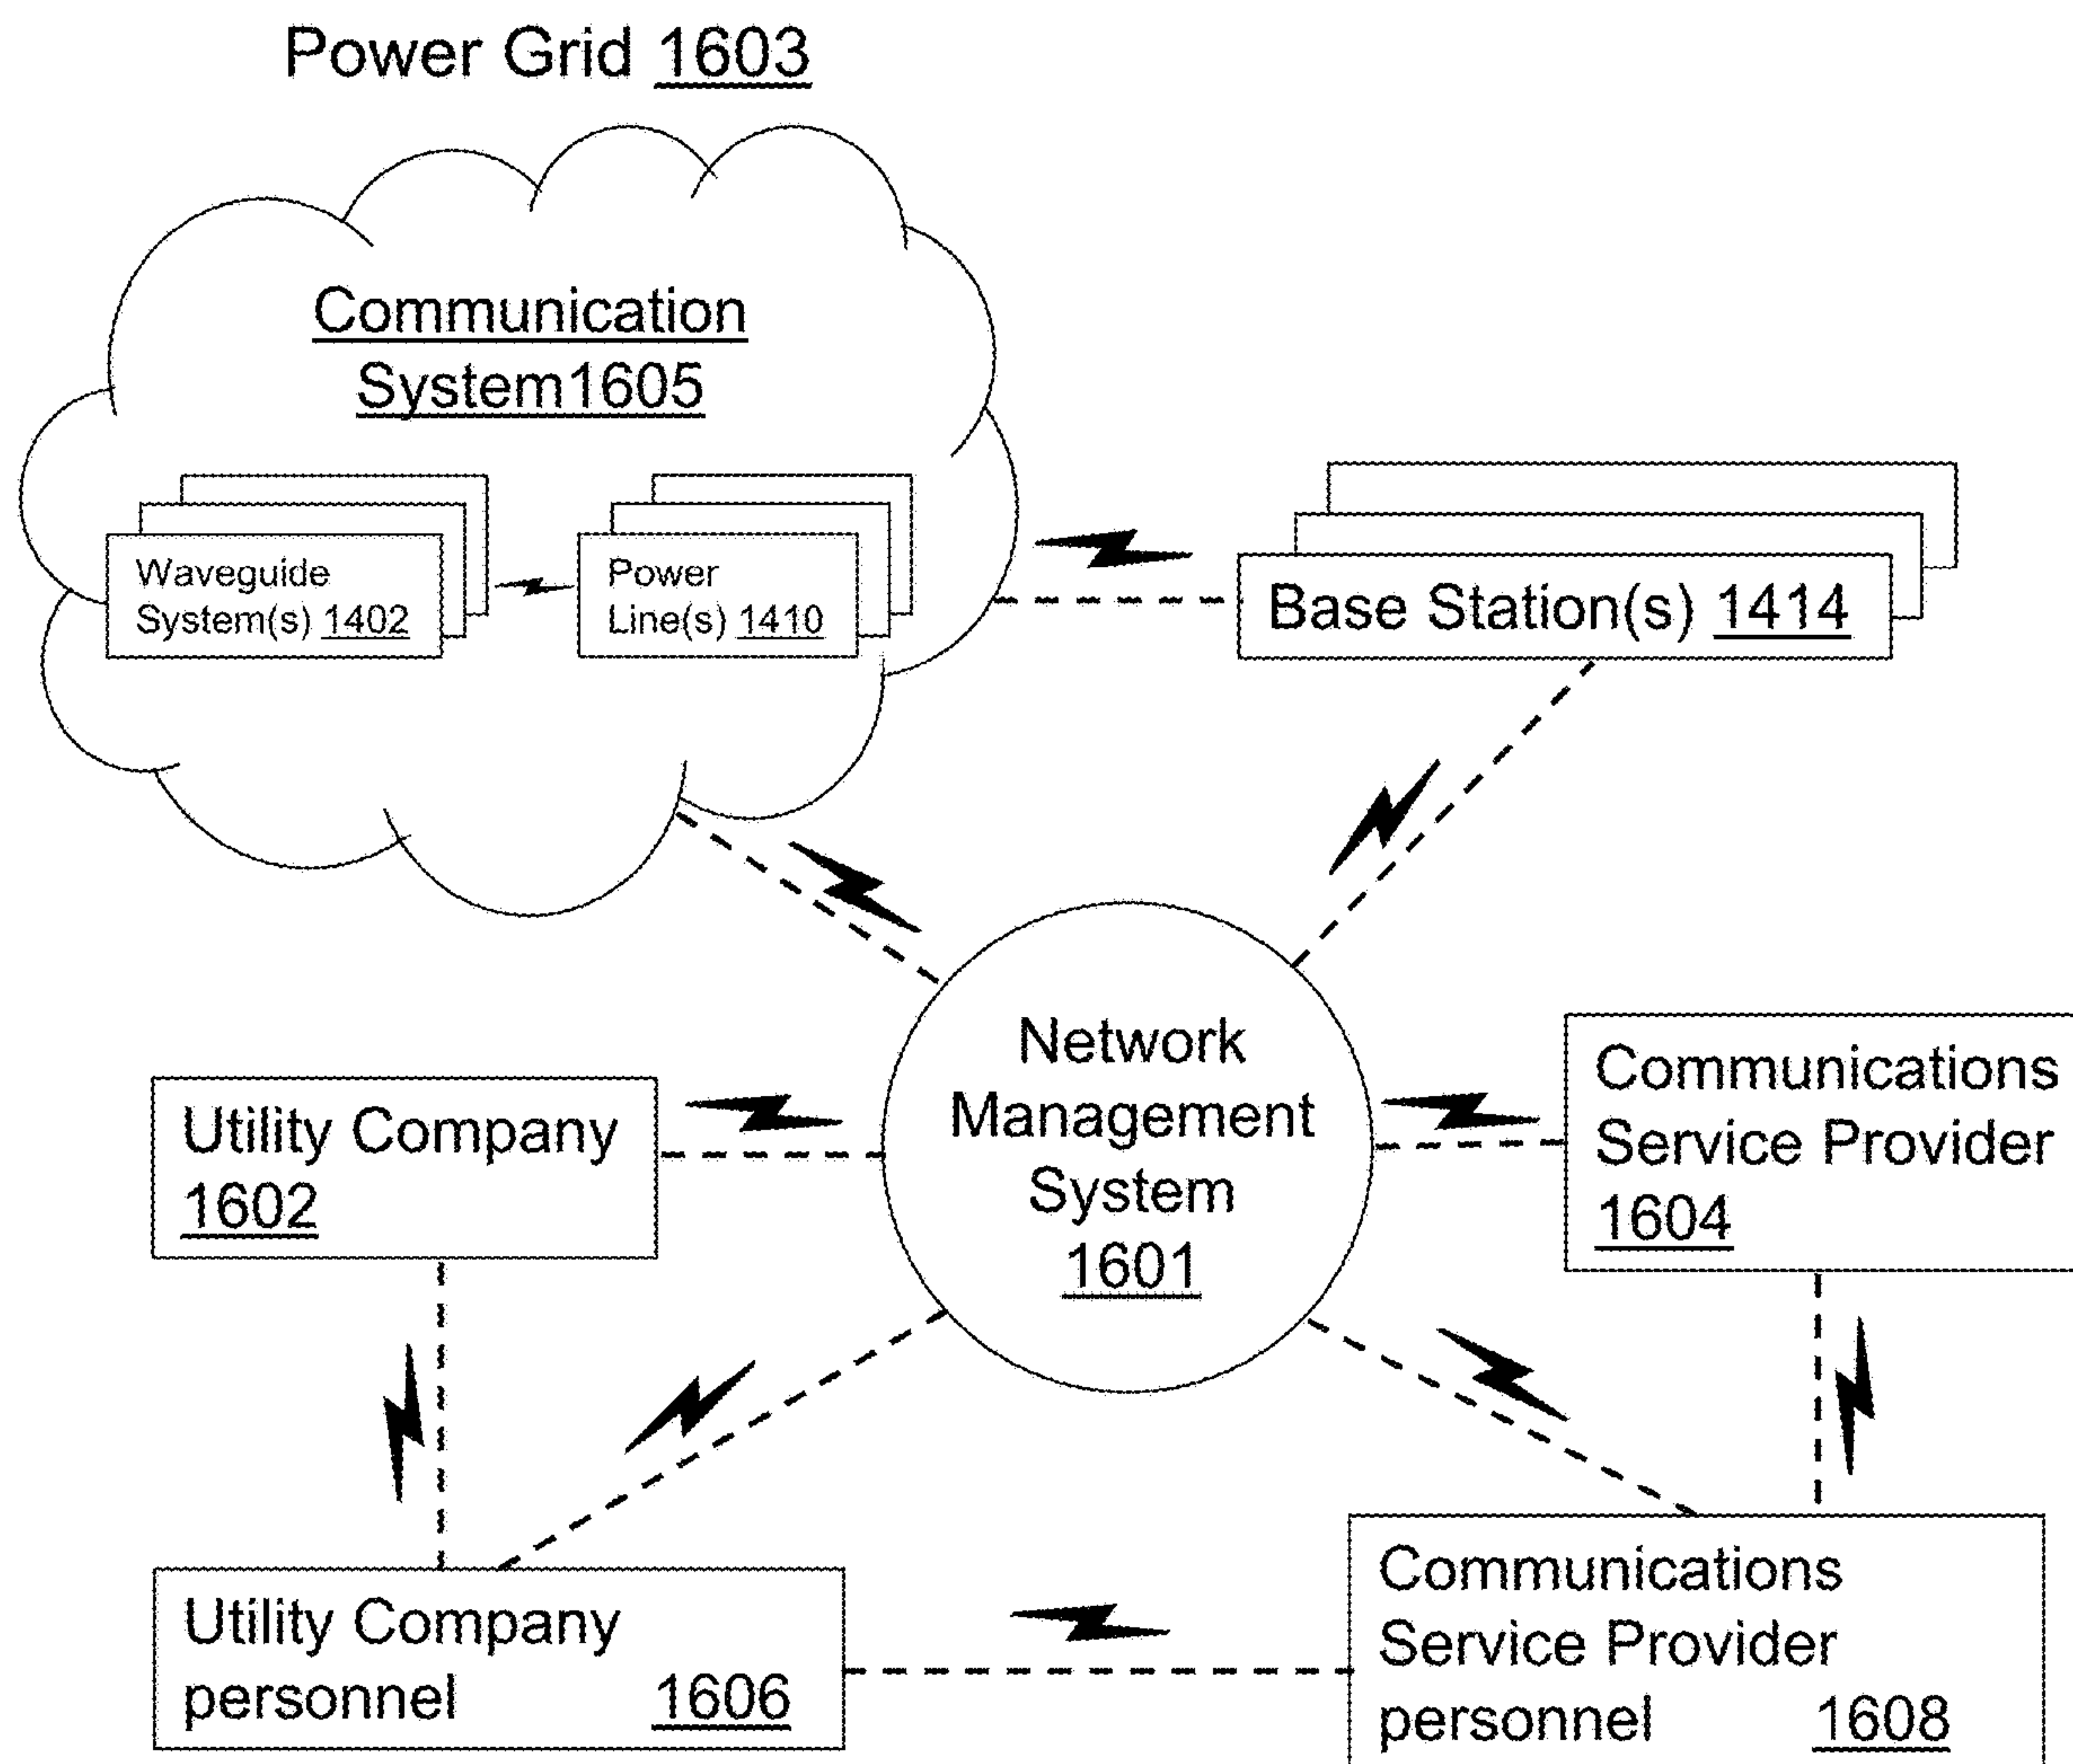 Power Grid 1603
Communication
System1605
Waveguide
System(s) 1402
Power
Line(s) 1410
Base Station(s) 1414
Network
Management
System
1601
Utility Company
1602
Communications
Service Provider
1604
Utility Company
personnel 1606
Communications
Service Provider
personnel 1608